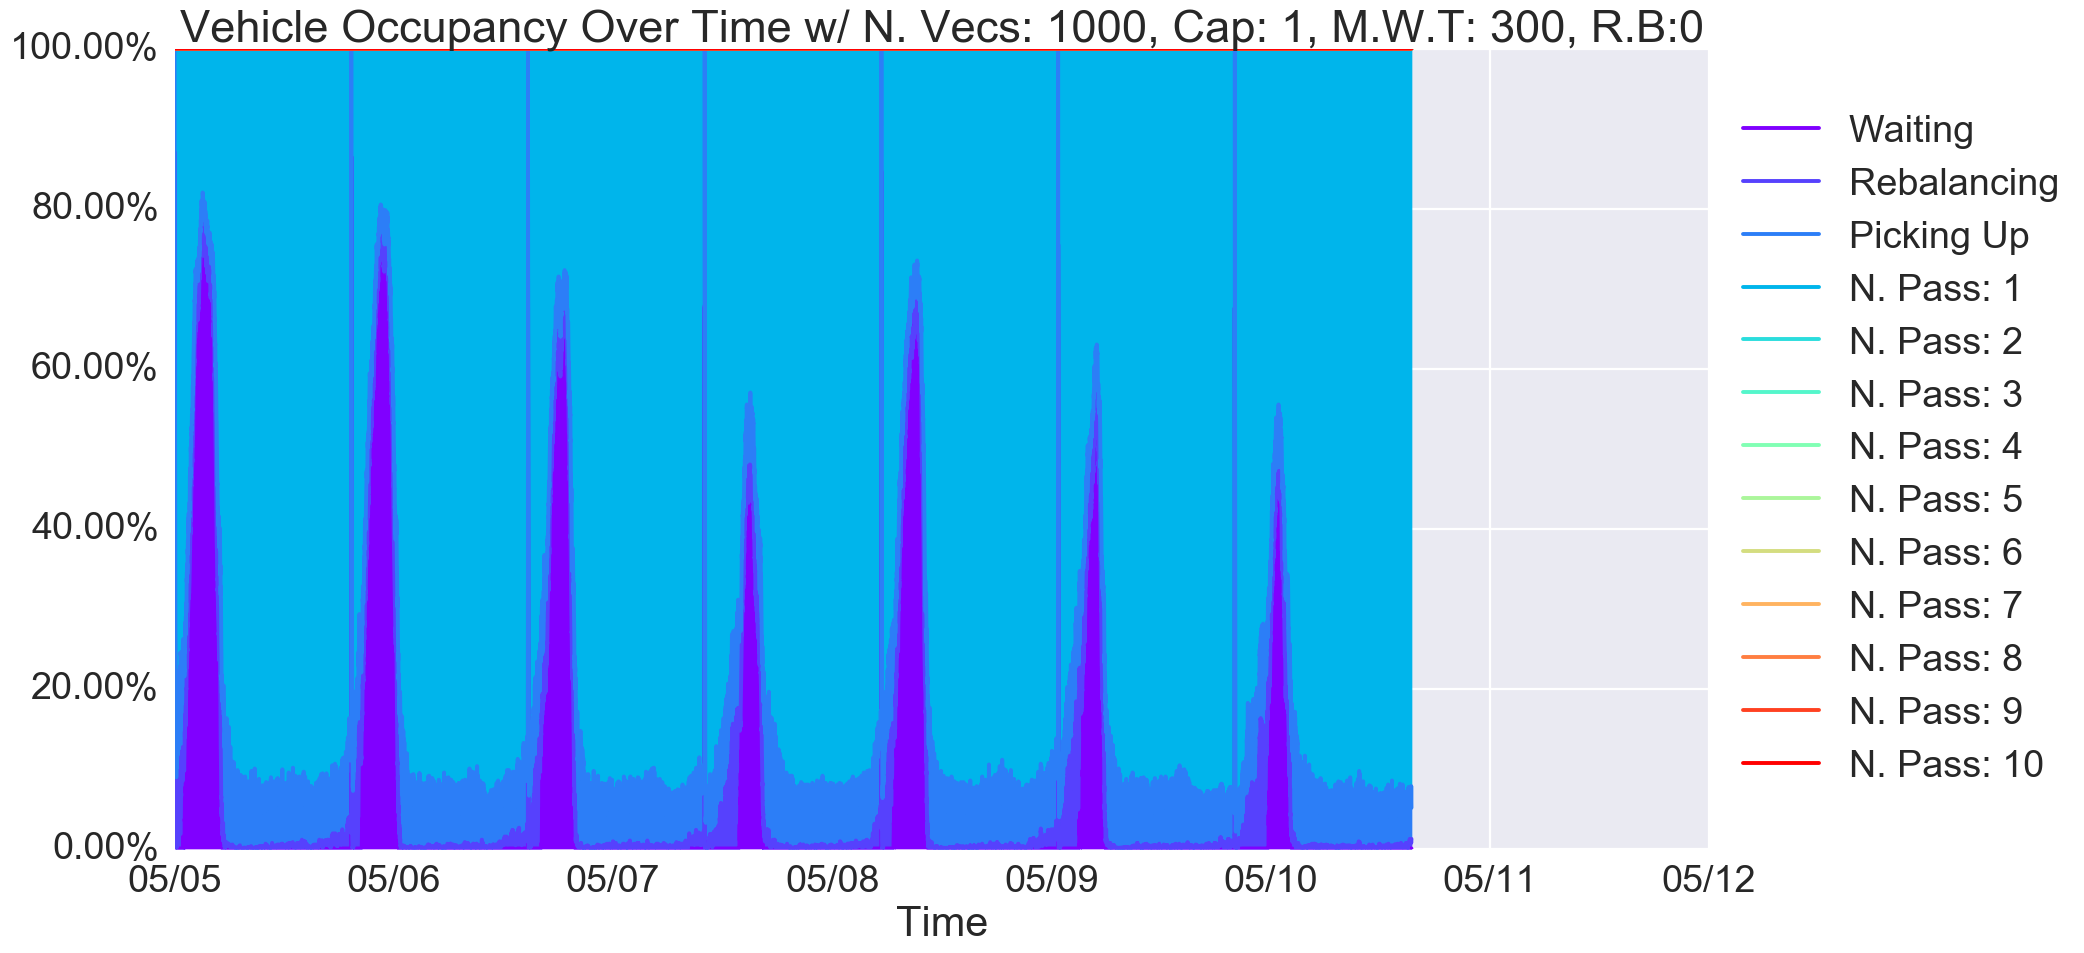 Vehicle Occupancy Over Time w/ N. Vecs: 1000, Cap: 1, M.W.T: 300, R.B:0
100.00%
80.00%
60.00%
40.00%
20.00%
0.00%
05/05 05/06 05/07 05/08 05/09 05/10 05/11 05/12
Time
Waiting
Rebalancing
Picking Up
N. Pass: 1
N. Pass: 2
N. Pass: 3
N. Pass: 4
N. Pass: 5
N. Pass: 6
N. Pass: 7
N. Pass: 8
N. Pass: 9
N. Pass: 10